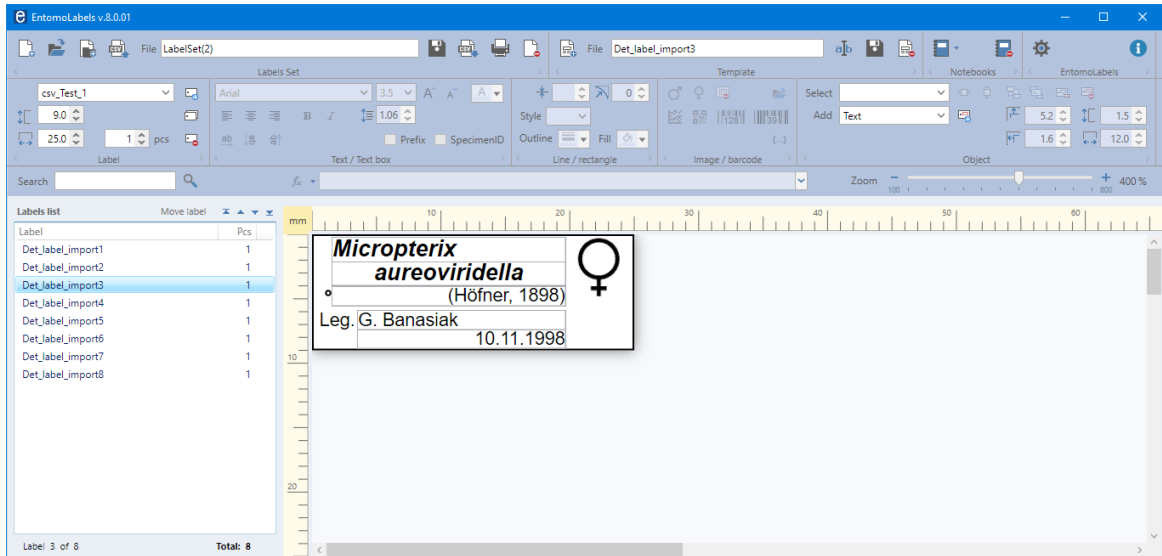 EntomoLabels v.8.0.01
File LabelSet(2) File Det_label_import3
Labels Set Template Notebooks EntomoLabels
csv_Test_1 Arial 3.5 0 Select
9.0 B I 1.06 Style Add Text 5.2 1.5
25.0 1 pcs Prefix SpecimenID Outline Fill {...} 1.6 12.0
Label Text / Text box Line / rectangle Image / barcode Object
Search fx Zoom 100 600 400 %
Labels list Move label
Label Pcs
Det_label_import1 1
Det_label_import2 1
Det_label_import3 1
Det_label_import4 1
Det_label_import5 1
Det_label_import6 1
Det_label_import7 1
Det_label_import8 1
Label 3 of 8 Total: 8
mm 10 20 30 40 50 60
10
20
Micropterix
aureoviridella
(Höfner, 1898)
Leg. G. Banasiak
10.11.1998